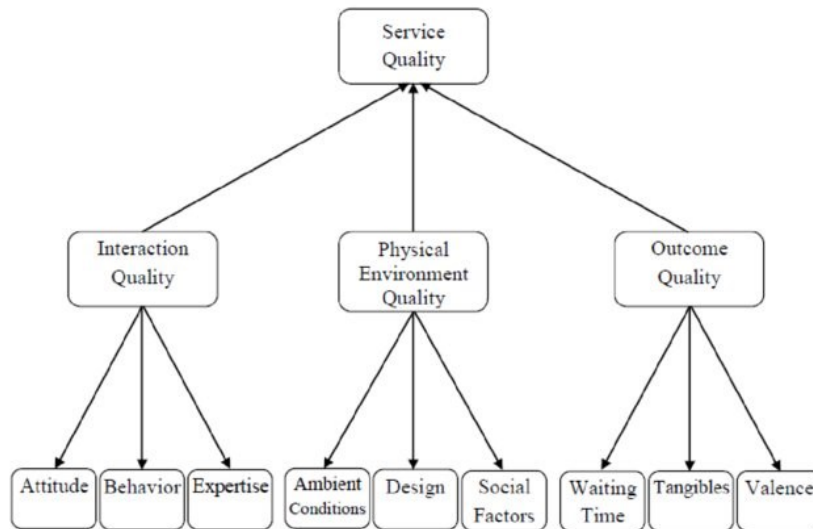 Service
Quality
Interaction
Quality
Physical
Environment
Quality
Outcome
Quality
Attitude
Behavior
Expertise
Ambient
Conditions
Design
Social
Factors
Waiting
Time
Tangibles
Valence